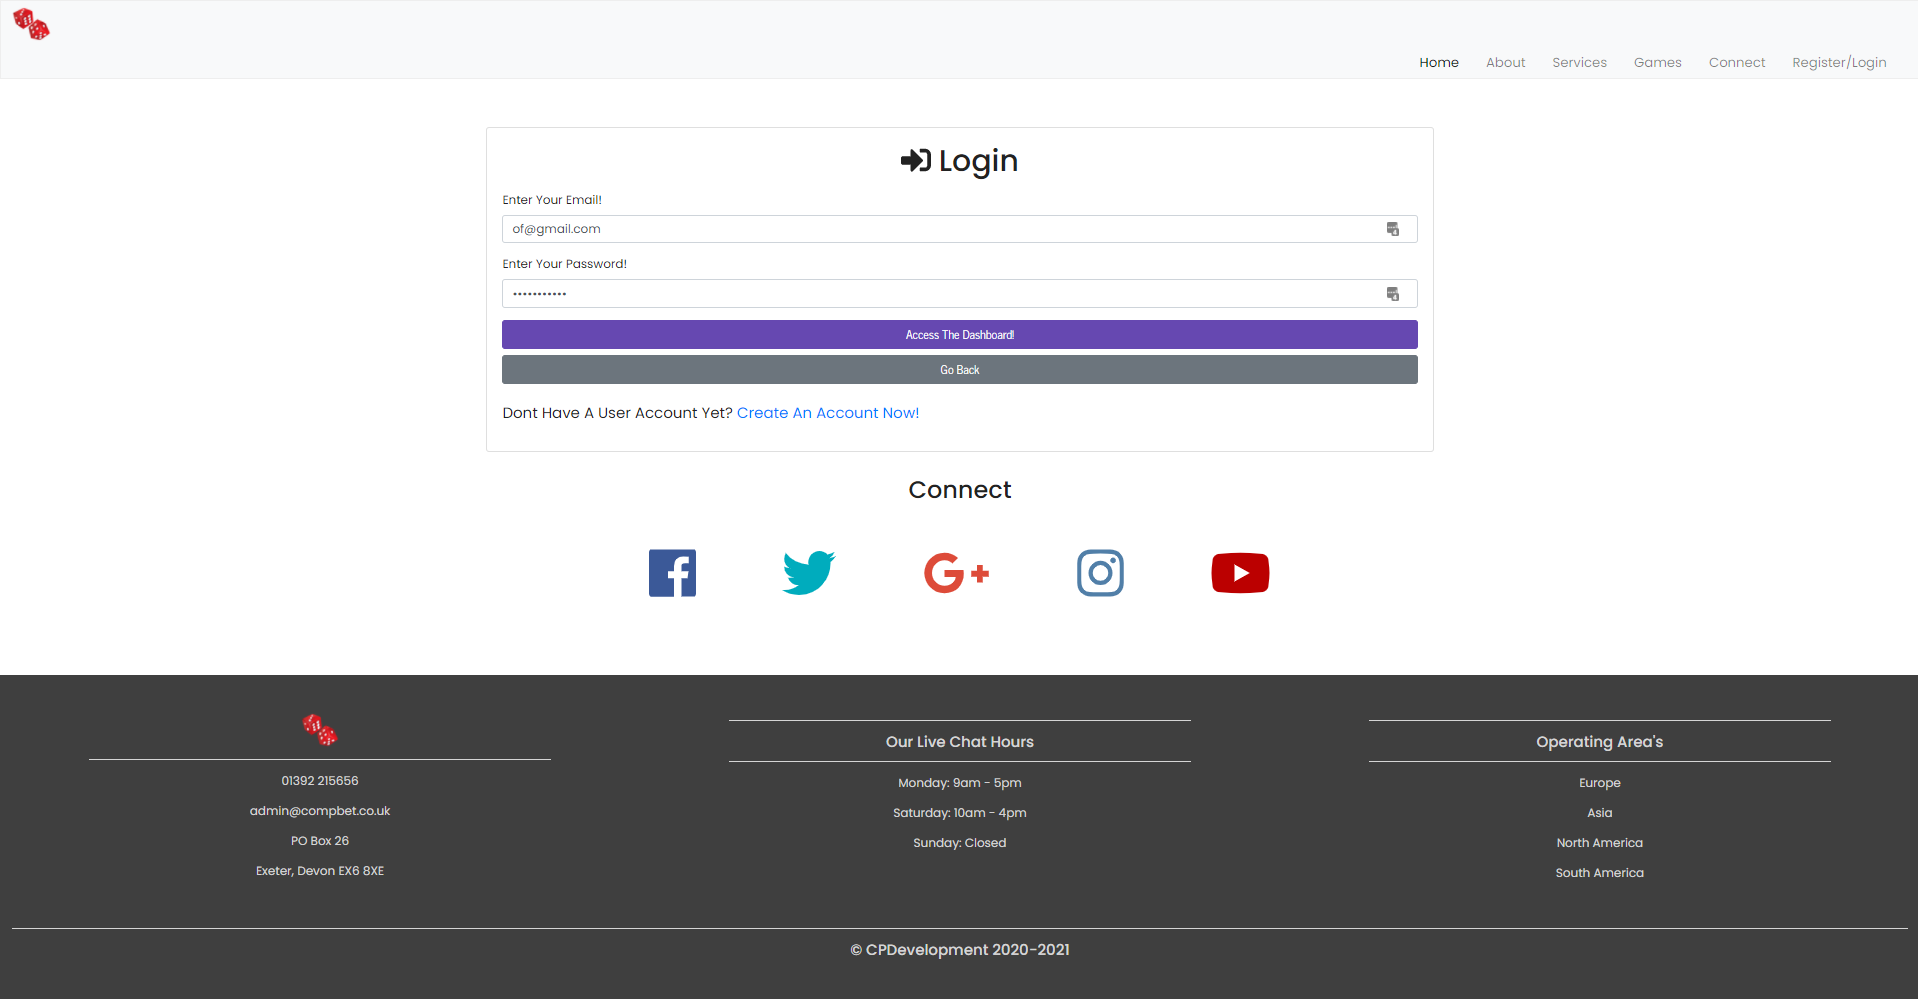 Home About Services Games Connect Register/Login
Login
Enter Your Email!
of@gmail.com
Enter Your Password!
•••••••••••
Access The Dashboard!
Go Back
Dont Have A User Account Yet? Create An Account Now!
Connect
01392 215656
admin@compbet.co.uk
PO Box 26
Exeter, Devon EX6 8XE
Our Live Chat Hours
Monday: 9am - 5pm
Saturday: 10am - 4pm
Sunday: Closed
Operating Area's
Europe
Asia
North America
South America
© CPDevelopment 2020-2021